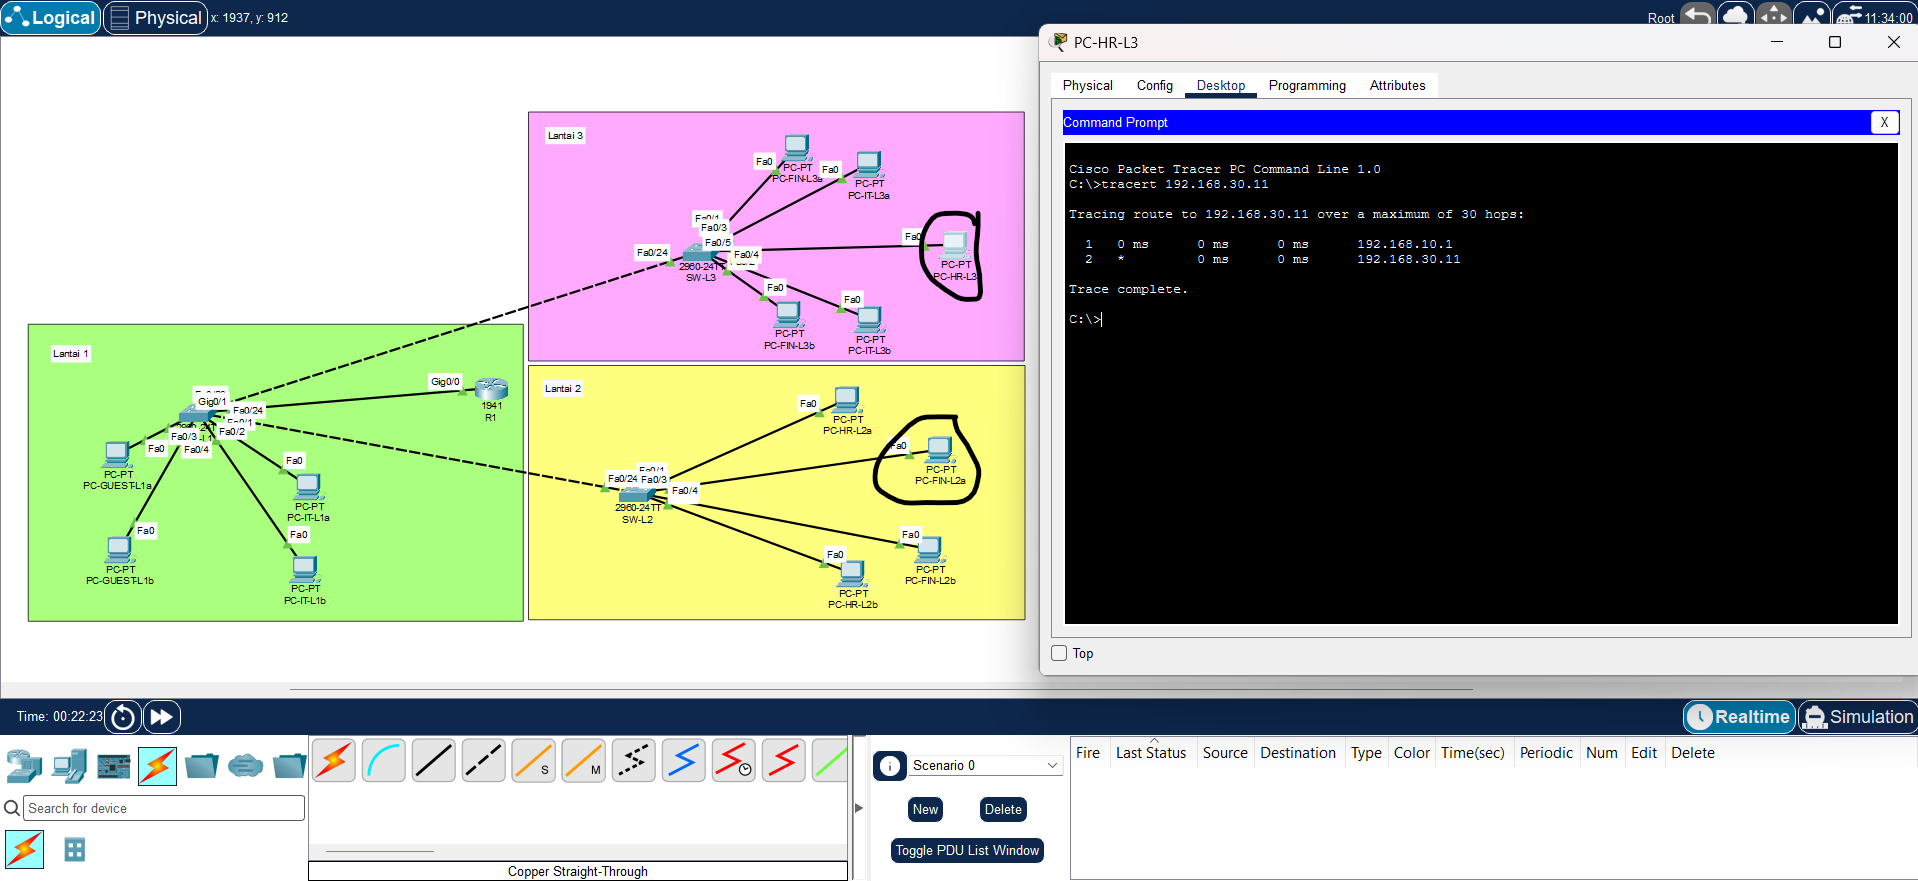 Logical
Physical
x: 1937, y: 912
Root
11:34:00
PC-HR-L3
Physical
Config
Desktop
Programming
Attributes
Command Prompt
X
Cisco Packet Tracer PC Command Line 1.0
C:\>tracert 192.168.30.11
Tracing route to 192.168.30.11 over a maximum of 30 hops:
1 0 ms 0 ms 0 ms 192.168.10.1
2 * 0 ms 0 ms 192.168.30.11
Trace complete.
C:\>
Top
Lantai 3
Fa0
PC-PT
PC-FIN-L3a
Fa0
PC-PT
PC-IT-L3a
Fa0/1
Fa0/3
Fa0/5
Fa0/4
Fa0/24
2960-24TT
SW-L3
Fa0
PC-PT
PC-HR-L3
Fa0
PC-PT
PC-FIN-L3b
Fa0
PC-PT
PC-IT-L3b
Lantai 1
Gig0/1
Fa0/24
Fa0/1
Fa0/2
Fa0/3
Fa0/4
Gig0/0
1941
R1
Fa0
PC-PT
PC-GUEST-L1a
Fa0
PC-PT
PC-IT-L1a
Fa0
PC-PT
PC-GUEST-L1b
Fa0
PC-PT
PC-IT-L1b
Lantai 2
Fa0
PC-PT
PC-HR-L2a
Fa0
PC-PT
PC-FIN-L2a
Fa0/1
Fa0/24
Fa0/3
Fa0/4
2960-24TT
SW-L2
Fa0
PC-PT
PC-FIN-L2b
Fa0
PC-PT
PC-HR-L2b
Time: 00:22:23
Realtime
Simulation
Search for device
S
M
Copper Straight-Through
Scenario 0
New
Delete
Toggle PDU List Window
Fire
Last Status
Source
Destination
Type
Color
Time(sec)
Periodic
Num
Edit
Delete